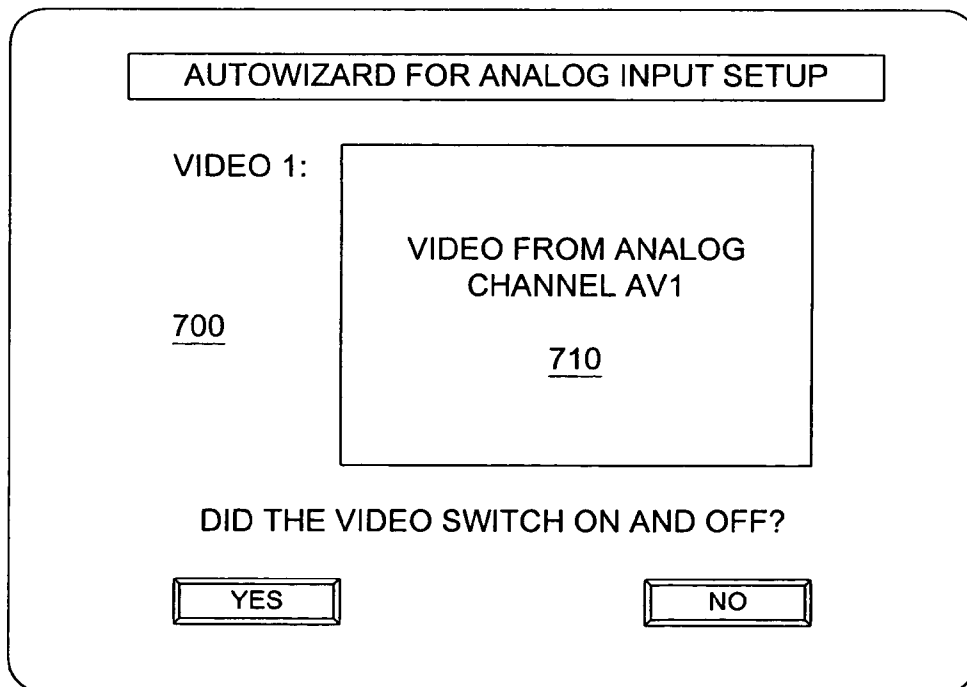 AUTOWIZARD FOR ANALOG INPUT SETUP
VIDEO 1:
VIDEO FROM ANALOG
CHANNEL AV1
700
710
DID THE VIDEO SWITCH ON AND OFF?
YES
NO